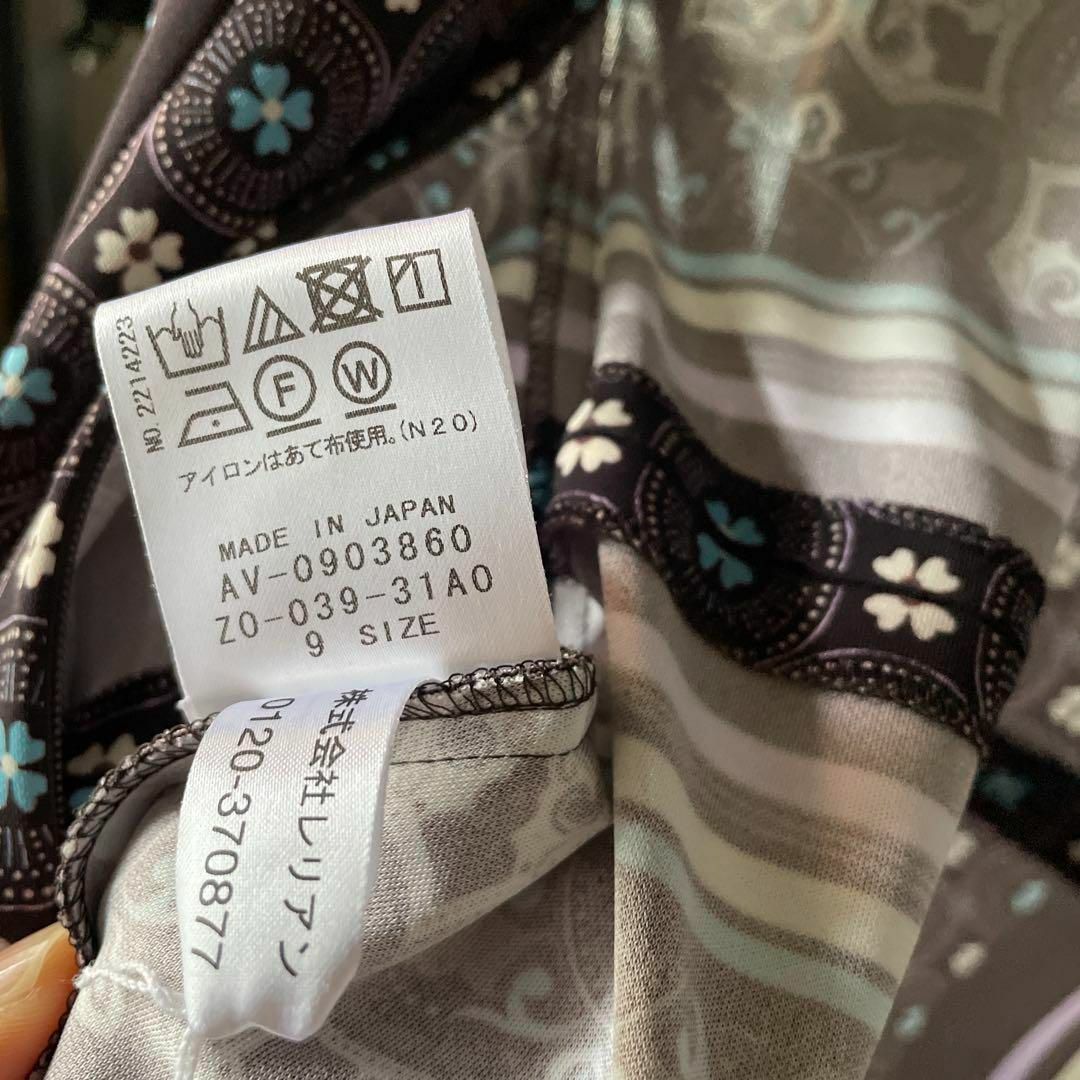 NO.2214223
F W
アイロンはあて布使用。(N20)
MADE IN JAPAN
AV-0903860
Z0-039-31A0
9 SIZE
株式会社レリアン
0120-370877